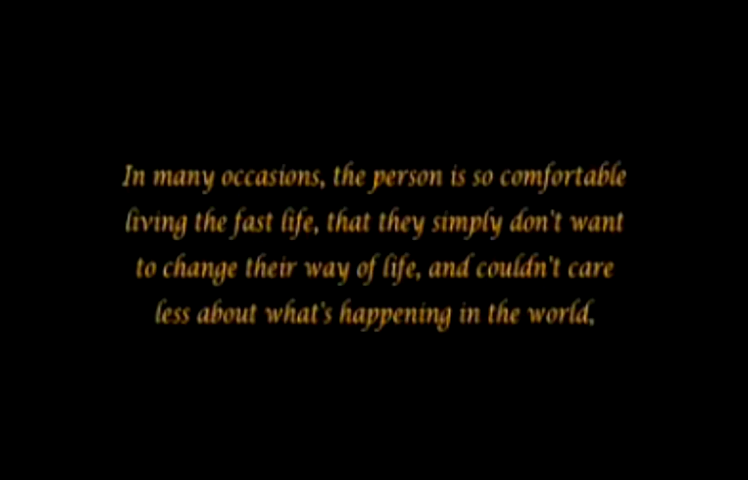 In many occasions, the person is so comfortable
living the fast life, that they simply don't want
to change their way of life, and couldn't care
less about what's happening in the world,